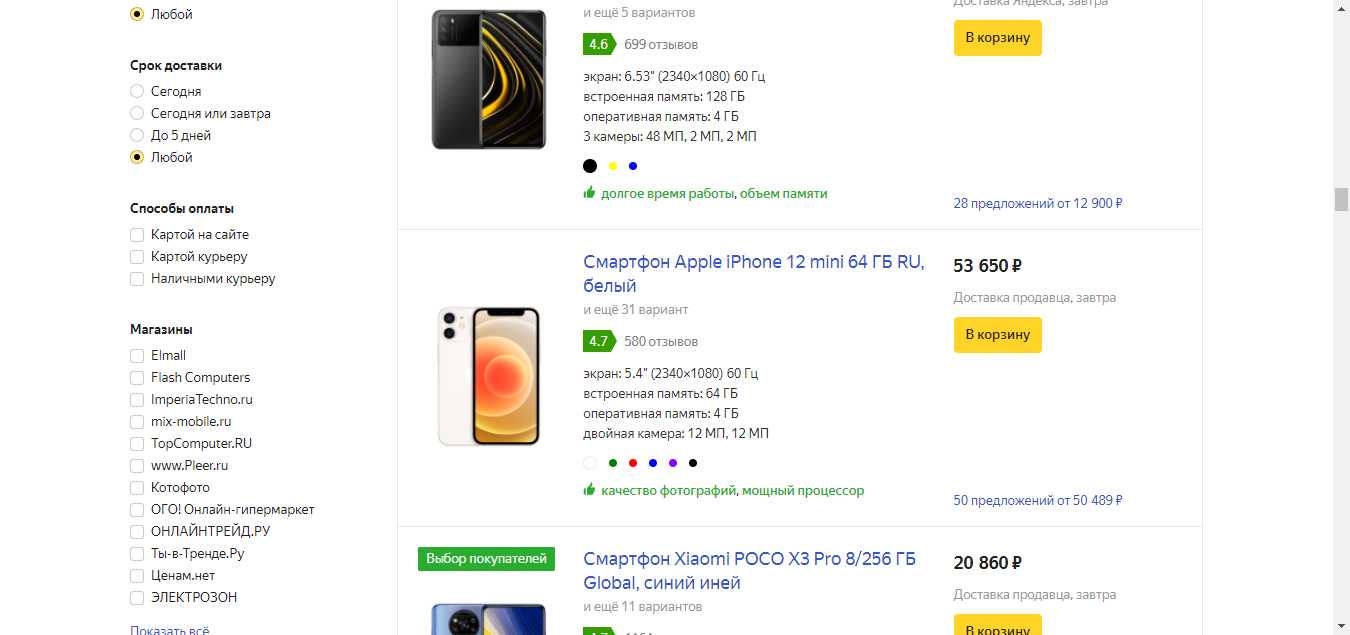 Любой
Срок доставки
Сегодня
Сегодня или завтра
До 5 дней
Любой
Способы оплаты
Картой на сайте
Картой курьеру
Наличными курьеру
Магазины
Elmall
Flash Computers
ImperiaTechno.ru
mix-mobile.ru
TopComputer.RU
www.Pleer.ru
Котофото
ОГО! Онлайн-гипермаркет
ОНЛАЙНТРЕЙД.РУ
Ты-в-Тренде.Ру
Ценам.нет
ЭЛЕКТРОЗОН
Показать всё
и ещё 5 вариантов
4.6 699 отзывов
экран: 6.53" (2340×1080) 60 Гц
встроенная память: 128 ГБ
оперативная память: 4 ГБ
3 камеры: 48 МП, 2 МП, 2 МП
долгое время работы, объем памяти
Доставка Яндекса, завтра
В корзину
28 предложений от 12 900 ₽
Смартфон Apple iPhone 12 mini 64 ГБ RU,
белый
и ещё 31 вариант
4.7 580 отзывов
экран: 5.4" (2340×1080) 60 Гц
встроенная память: 64 ГБ
оперативная память: 4 ГБ
двойная камера: 12 МП, 12 МП
качество фотографий, мощный процессор
53 650 ₽
Доставка продавца, завтра
В корзину
50 предложений от 50 489 ₽
Выбор покупателей
Смартфон Xiaomi POCO X3 Pro 8/256 ГБ
Global, синий иней
и ещё 11 вариантов
20 860 ₽
Доставка продавца, завтра
В корзину